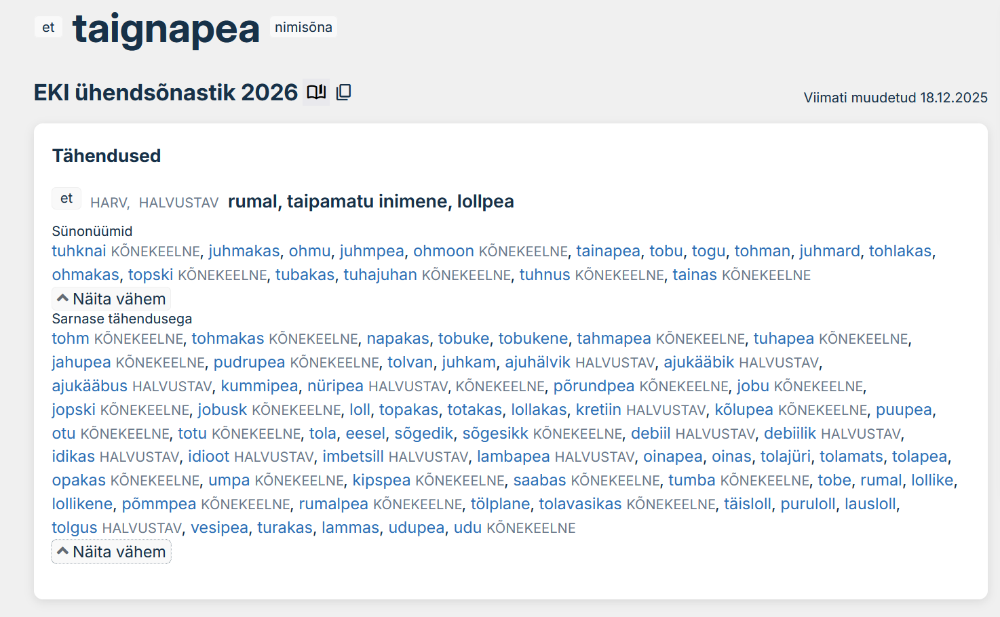 et taignapea nimisõna
EKI ühendsõnastik 2026
Viimati muudetud 18.12.2025
Tähendused
et HARV, HALVUSTAV rumal, taipamatu inimene, lollpea
Sünonüümid
tuhknai KÕNEKEELNE, juhmakas, ohmu, juhmpea, ohmoon KÕNEKEELNE, tainapea, tobu, togu, tohman, juhmard, tohlakas,
ohmakas, topski KÕNEKEELNE, tubakas, tuhajuhan KÕNEKEELNE, tuhnus KÕNEKEELNE, tainas KÕNEKEELNE
Näita vähem
Sarnase tähendusega
tohm KÕNEKEELNE, tohmakas KÕNEKEELNE, napakas, tobuke, tobukene, tahmapea KÕNEKEELNE, tuhapea KÕNEKEELNE,
jahupea KÕNEKEELNE, pudrupea KÕNEKEELNE, tolvan, juhkam, ajuhälvik HALVUSTAV, ajukääbik HALVUSTAV,
ajukääbus HALVUSTAV, kummipea, nüripea HALVUSTAV, KÕNEKEELNE, põrundpea KÕNEKEELNE, jobu KÕNEKEELNE,
jopski KÕNEKEELNE, jobusk KÕNEKEELNE, loll, topakas, totakas, lollakas, kretiin HALVUSTAV, kõlupea KÕNEKEELNE, puupea,
otu KÕNEKEELNE, totu KÕNEKEELNE, tola, eesel, sõgedik, sõgesikk KÕNEKEELNE, debiil HALVUSTAV, debiilik HALVUSTAV,
idikas HALVUSTAV, idioot HALVUSTAV, imbetsill HALVUSTAV, lambapea HALVUSTAV, oinapea, oinas, tolajüri, tolamats, tolapea,
opakas KÕNEKEELNE, umpa KÕNEKEELNE, kipspea KÕNEKEELNE, saabas KÕNEKEELNE, tumba KÕNEKEELNE, tobe, rumal, lollike,
lollikene, põmmpea KÕNEKEELNE, rumalpea KÕNEKEELNE, tölplane, tolavasikas KÕNEKEELNE, täisloll, puruloll, lausloll,
tolgus HALVUSTAV, vesipea, turakas, lammas, udupea, udu KÕNEKEELNE
Näita vähem